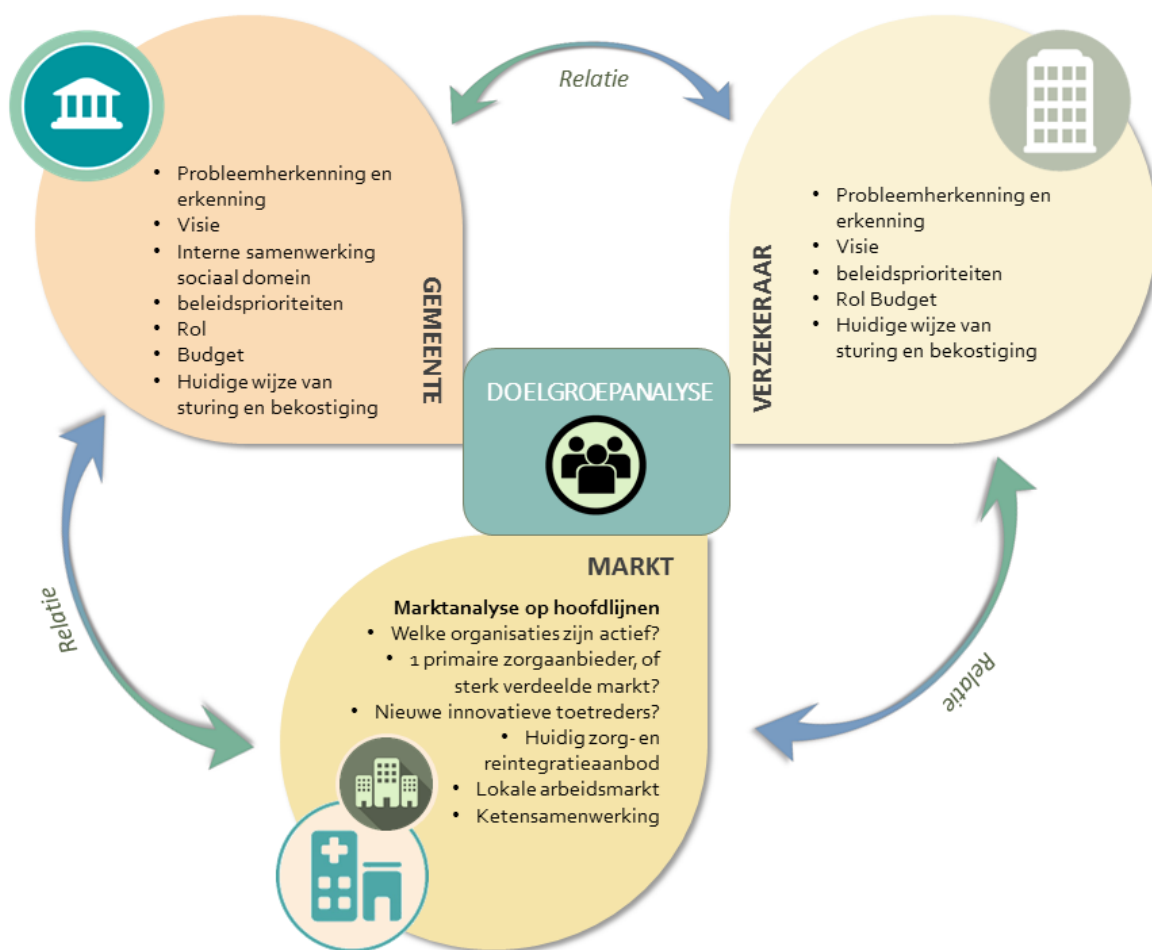 Relatie
• Probleemherkenning en
erkenning
• Visie
• Interne samenwerking
sociaal domein
• beleidsprioriteiten
• Rol
• Budget
• Huidige wijze van
sturing en bekostiging
GEMEENTE
• Probleemherkenning en
erkenning
• Visie
• beleidsprioriteiten
• Rol Budget
• Huidige wijze van
sturing en bekostiging
VERZEKERAAR
DOELGROEPANALYSE
Relatie
MARKT
Marktanalyse op hoofdlijnen
• Welke organisaties zijn actief?
• 1 primaire zorgaanbieder, of
sterk verdeelde markt?
• Nieuwe innovatieve toetreders?
• Huidig zorg- en
reintegratieaanbod
• Lokale arbeidsmarkt
• Ketensamenwerking
Relatie